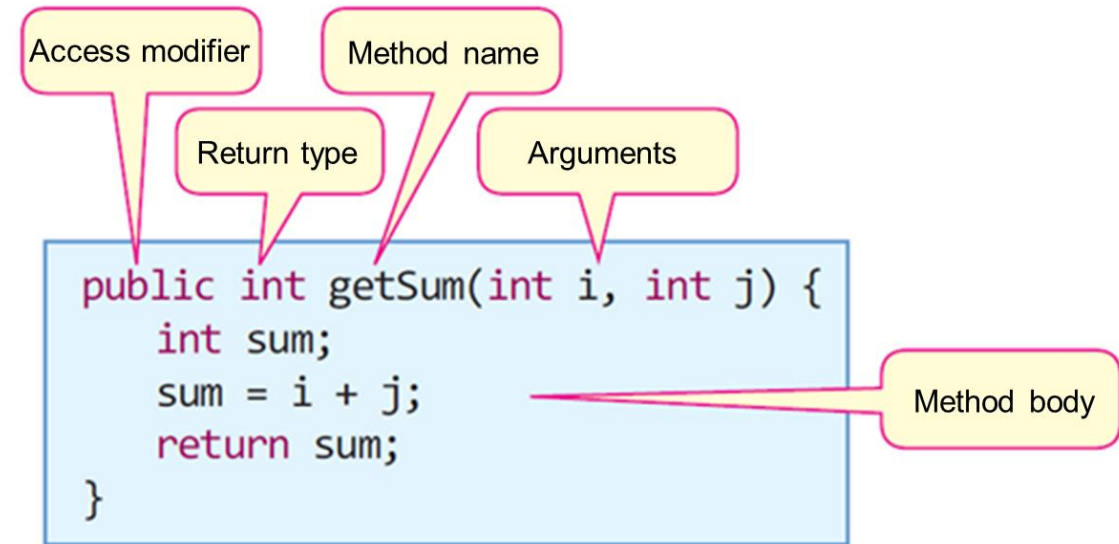 Access modifier
Method name
Return type
Arguments
public int getSum(int i, int j) {
int sum;
sum = i + j;
return sum;
}
Method body